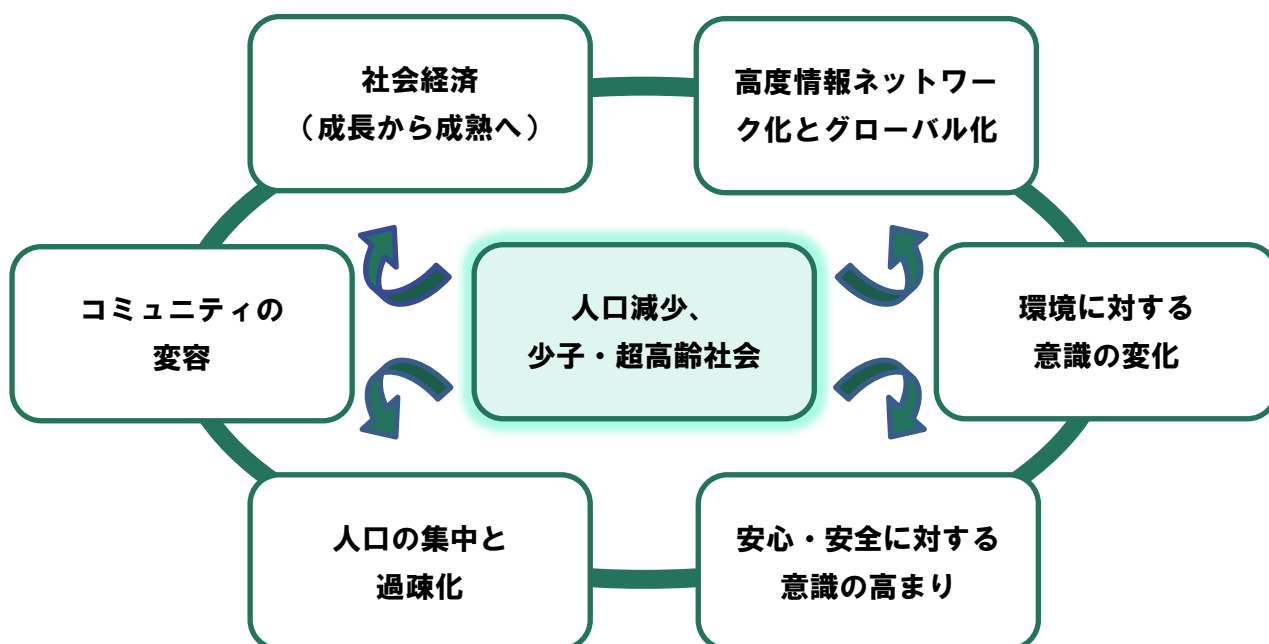 社会経済
（成長から成熟へ）
高度情報ネットワー
ク化とグローバル化
コミュニティの
変容
人口減少、
少子・超高齢社会
環境に対する
意識の変化
人口の集中と
過疎化
安心・安全に対する
意識の高まり